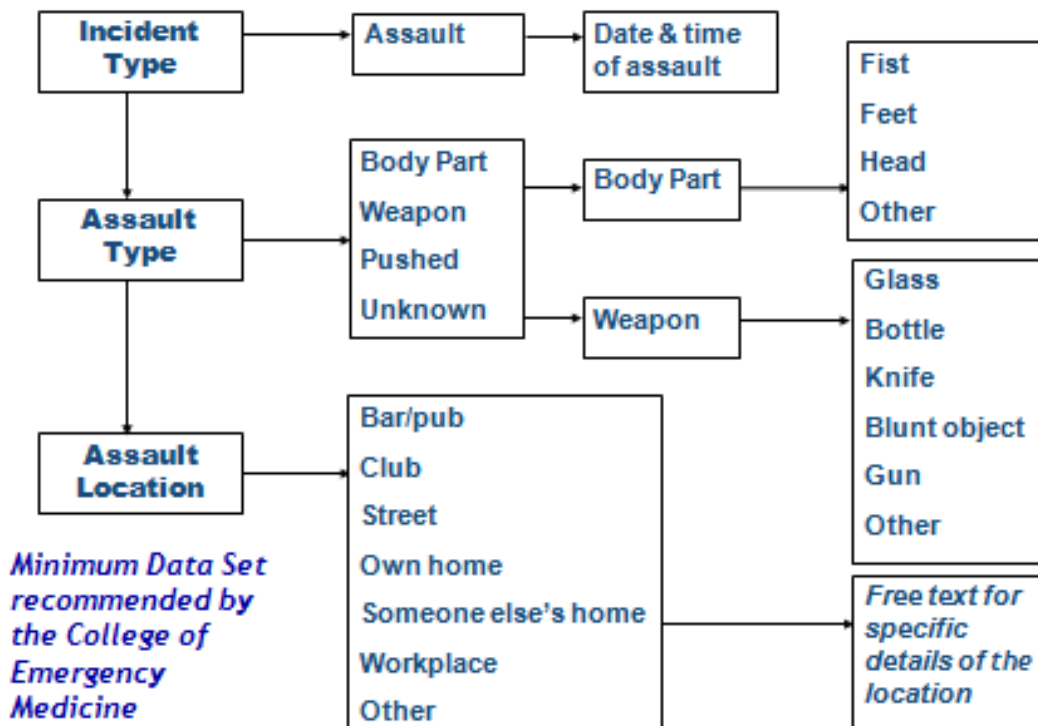 Incident
Type
Assault
Date & time
of assault
Fist
Feet
Head
Other
Assault
Type
Body Part
Weapon
Pushed
Unknown
Body Part
Weapon
Glass
Bottle
Knife
Blunt object
Gun
Other
Assault
Location
Bar/pub
Club
Street
Own home
Someone else's home
Workplace
Other
Free text for
specific
details of the
location
Minimum Data Set
recommended by
the College of
Emergency
Medicine